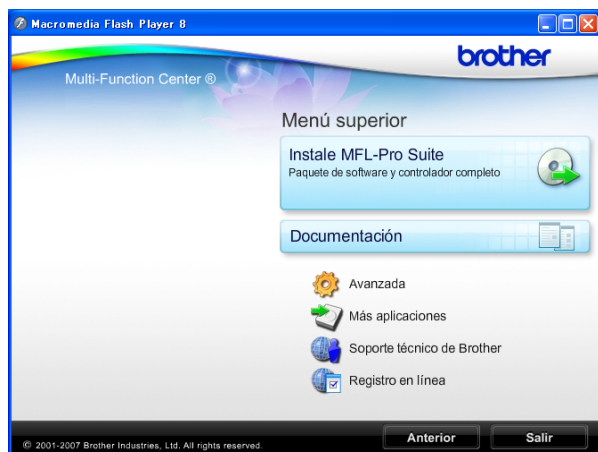 Macromedia Flash Player 8
brother
Multi-Function Center ®
Menú superior
Instale MFL-Pro Suite
Paquete de software y controlador completo
Documentación
Avanzada
Más aplicaciones
Soporte técnico de Brother
Registro en línea
© 2001-2007 Brother Industries, Ltd. All rights reserved.
Anterior
Salir